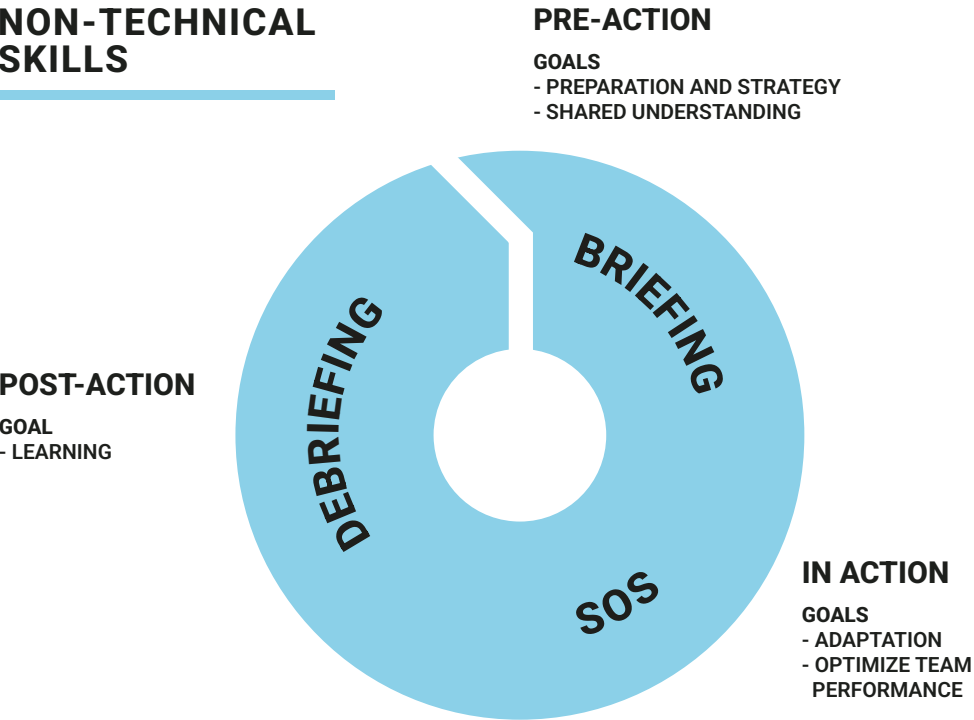 NON-TECHNICAL
SKILLS
PRE-ACTION
GOALS
- PREPARATION AND STRATEGY
- SHARED UNDERSTANDING
BRIEFING
DEBRIEFING
POST-ACTION
GOAL
- LEARNING
SOS
IN ACTION
GOALS
- ADAPTATION
- OPTIMIZE TEAM
PERFORMANCE